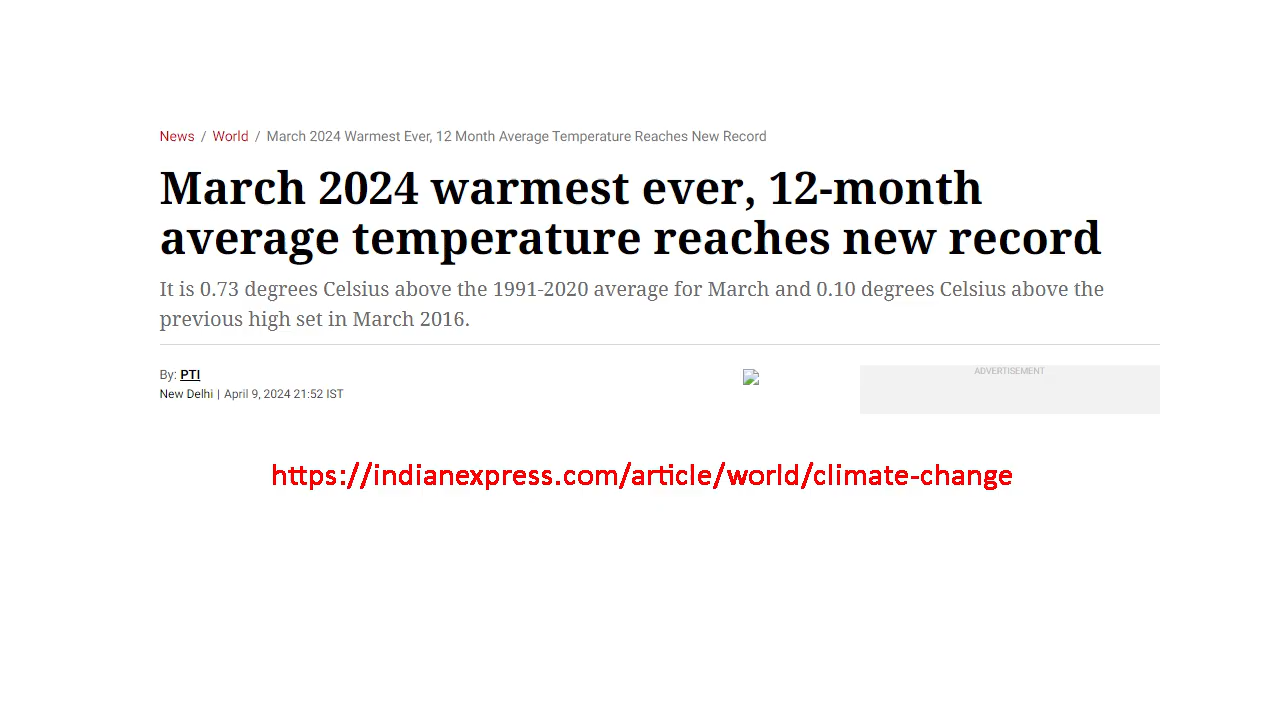 News / World / March 2024 Warmest Ever, 12 Month Average Temperature Reaches New Record
March 2024 warmest ever, 12-month
average temperature reaches new record
It is 0.73 degrees Celsius above the 1991-2020 average for March and 0.10 degrees Celsius above the
previous high set in March 2016.
By: PTI
New Delhi | April 9, 2024 21:52 IST
ADVERTISEMENT
https://indianexpress.com/article/world/climate-change